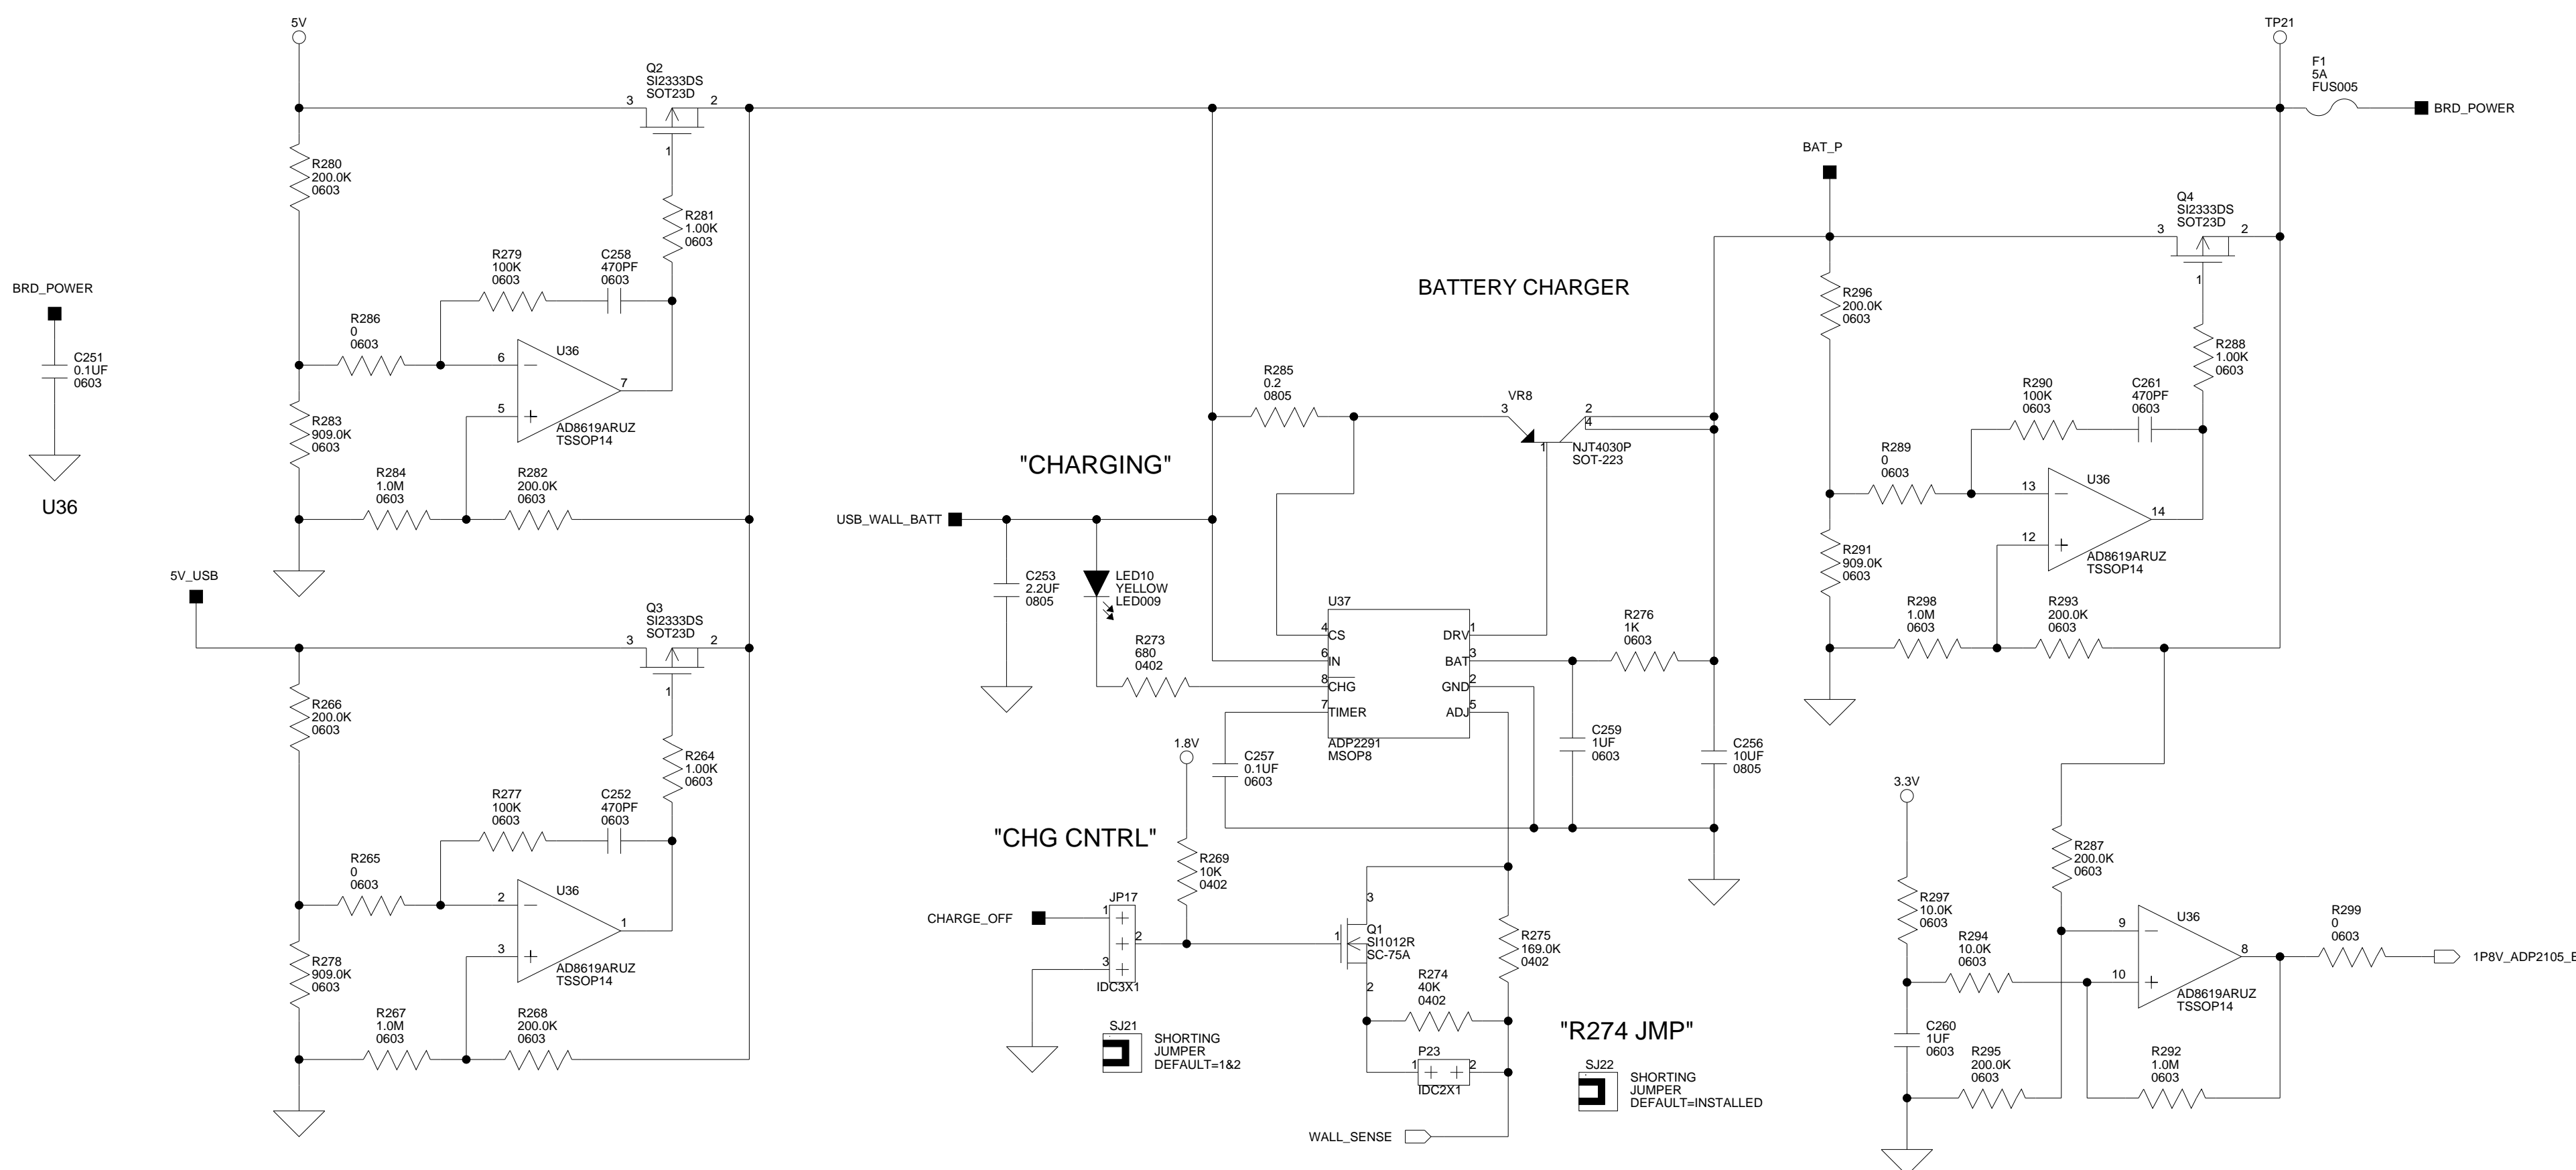 5V
Q2
SI2333DS
SOT23D
3
2
1
R280
200.0K
0603
R281
1.00K
0603
R279
100K
0603
C258
470PF
0603
BRD_POWER
C251
0.1UF
0603
U36
R286
0
0603
6
5
7
U36
AD8619ARUZ
TSSOP14
R283
909.0K
0603
R284
1.0M
0603
R282
200.0K
0603
5V_USB
Q3
SI2333DS
SOT23D
3
2
1
R266
200.0K
0603
R264
1.00K
0603
R277
100K
0603
C252
470PF
0603
R265
0
0603
2
3
1
U36
AD8619ARUZ
TSSOP14
R278
909.0K
0603
R267
1.0M
0603
R268
200.0K
0603
BATTERY CHARGER
R285
0.2
0805
VR8
3
2
4
1
NJT4030P
SOT-223
"CHARGING"
USB_WALL_BATT
C253
2.2UF
0805
LED10
YELLOW
LED009
R273
680
0402
U37
4
CS
6
IN
8
CHG
7
TIMER
DRV
1
BAT
3
GND
2
ADJ
5
ADP2291
MSOP8
R276
1K
0603
C257
0.1UF
0603
C259
1UF
0603
C256
10UF
0805
1.8V
"CHG CNTRL"
R269
10K
0402
CHARGE_OFF
JP17
1
2
3
IDC3X1
SJ21
SHORTING
JUMPER
DEFAULT=1&2
3
1
Q1
SI1012R
SC-75A
2
R275
169.0K
0402
R274
40K
0402
"R274 JMP"
P23
1
2
IDC2X1
SJ22
SHORTING
JUMPER
DEFAULT=INSTALLED
WALL_SENSE
TP21
F1
5A
FUS005
BRD_POWER
BAT_P
Q4
SI2333DS
SOT23D
3
2
1
R296
200.0K
0603
R288
1.00K
0603
R290
100K
0603
C261
470PF
0603
R289
0
0603
13
12
14
U36
AD8619ARUZ
TSSOP14
R291
909.0K
0603
R298
1.0M
0603
R293
200.0K
0603
3.3V
R287
200.0K
0603
R297
10.0K
0603
R294
10.0K
0603
9
10
8
U36
AD8619ARUZ
TSSOP14
R299
0
0603
1P8V_ADP2105_E
C260
1UF
0603
R295
200.0K
0603
R292
1.0M
0603